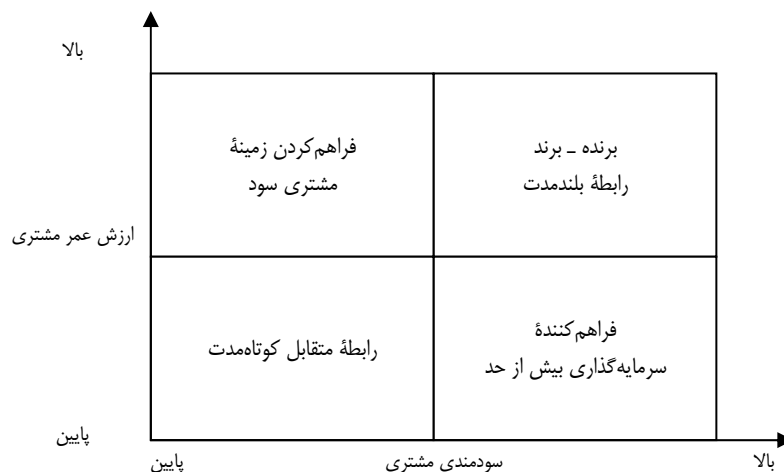 بالا
فراهم‌کردن زمینهٔ
مشتری سود
برنده ـ برند
رابطهٔ بلندمدت
ارزش عمر مشتری
رابطهٔ متقابل کوتاه‌مدت
فراهم‌کنندهٔ
سرمایه‌گذاری بیش از حد
پایین
پایین
سودمندی مشتری
بالا